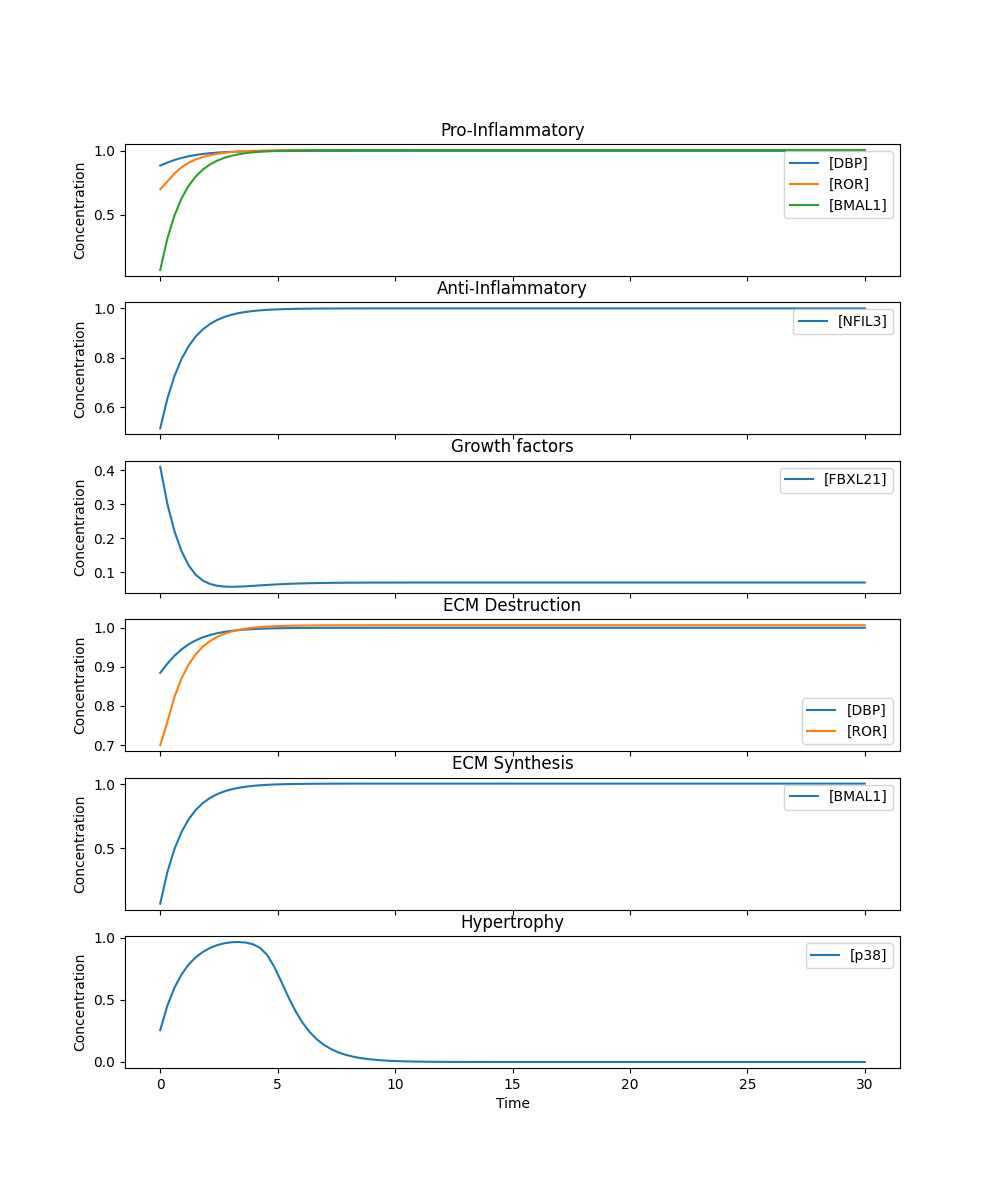 Pro-Inflammatory
Concentration
1.0
0.5
[DBP]
[ROR]
[BMAL1]
Anti-Inflammatory
Concentration
1.0
0.8
0.6
[NFIL3]
Growth factors
Concentration
0.4
0.3
0.2
0.1
[FBXL21]
ECM Destruction
Concentration
1.0
0.9
0.8
0.7
[DBP]
[ROR]
ECM Synthesis
Concentration
1.0
0.5
[BMAL1]
Hypertrophy
Concentration
1.0
0.5
0.0
[p38]
0 5 10 15 20 25 30
Time